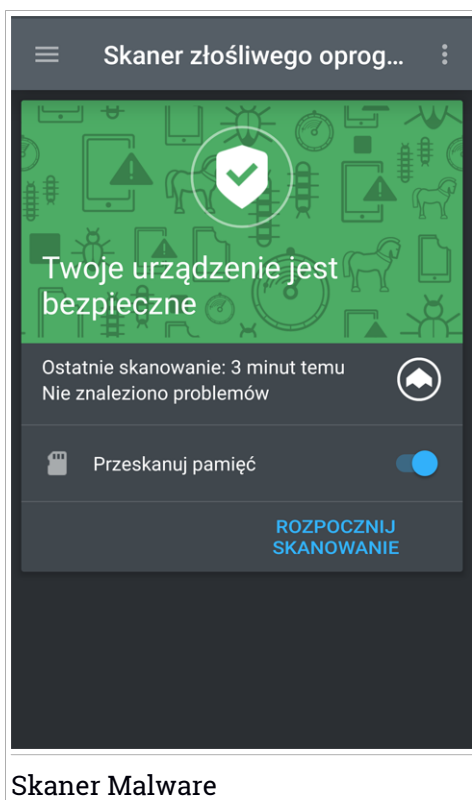 Skaner złośliwego oprog...
Twoje urządzenie jest
bezpieczne
Ostatnie skanowanie: 3 minut temu
Nie znaleziono problemów
Przeskanuj pamięć
ROZPOCZNIJ
SKANOWANIE
Skaner Malware